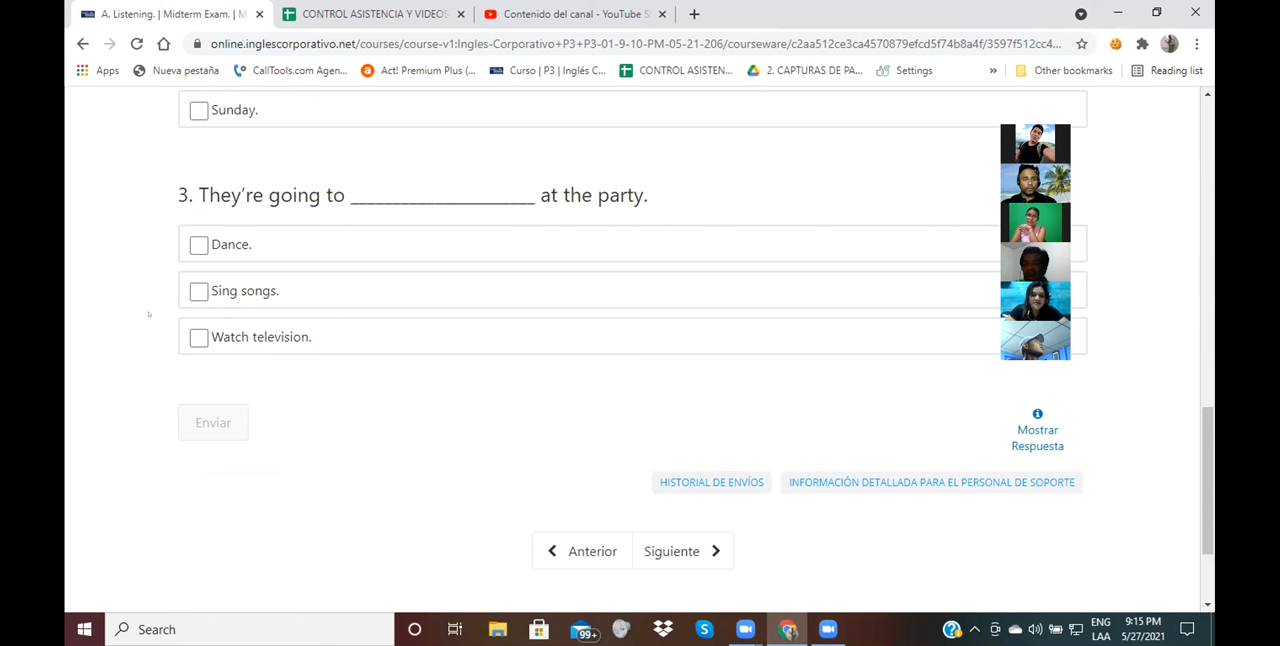 A. Listening. | Midterm Exam. | M
CONTROL ASISTENCIA Y VIDEOS
Contenido del canal - YouTube S
online.inglescorporativo.net/courses/course-v1:Ingles-Corporativo+P3+P3-01-9-10-PM-05-21-206/courseware/c2aa512ce3ca4570879efcd5f74b8a4f/3597f512cc4...
Apps
Nueva pestaña
CallTools.com Agen...
Act! Premium Plus (...
Curso | P3 | Inglés C...
CONTROL ASISTEN...
2. CAPTURAS DE PA...
Settings
»
Other bookmarks
Reading list
Sunday.
3. They’re going to ____________________ at the party.
Dance.
Sing songs.
Watch television.
Enviar
Mostrar
Respuesta
HISTORIAL DE ENVÍOS
INFORMACIÓN DETALLADA PARA EL PERSONAL DE SOPORTE
Anterior
Siguiente
Search
99+
ENG
LAA
9:15 PM
5/27/2021